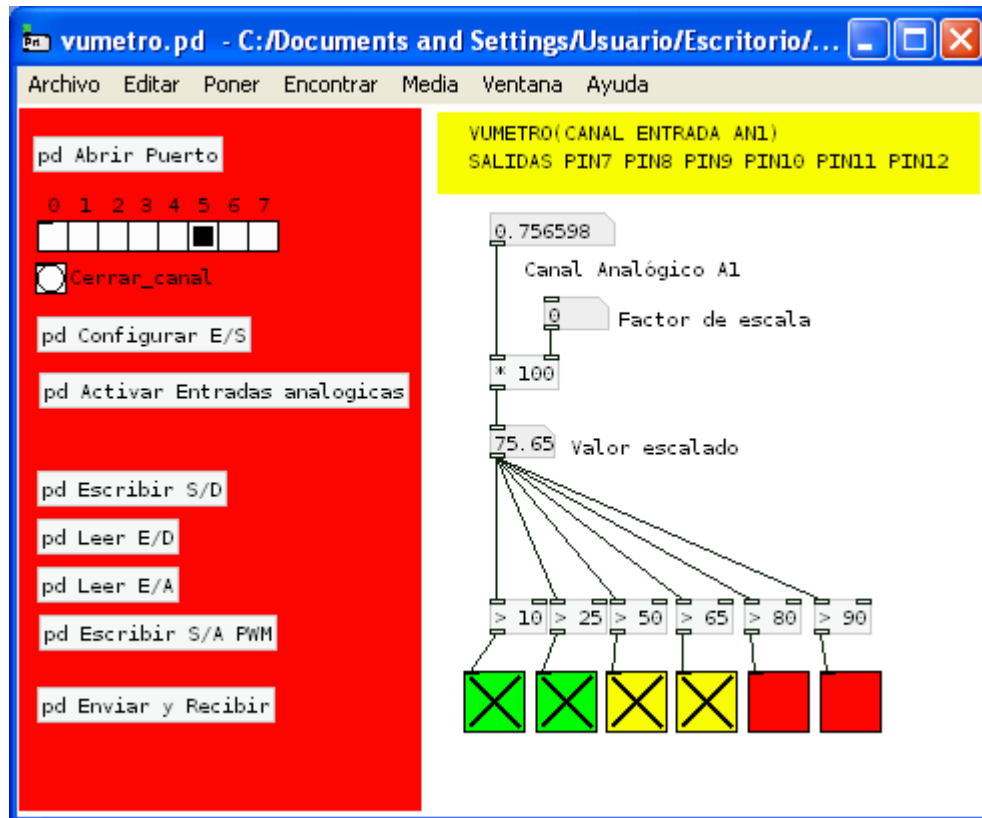 vumetro.pd - C:/Documents and Settings/Usuario/Escritorio/...
Archivo Editar Poner Encontrar Media Ventana Ayuda
pd Abrir Puerto
0 1 2 3 4 5 6 7
Cerrar_canal
pd Configurar E/S
pd Activar Entradas analogicas
pd Escribir S/D
pd Leer E/D
pd Leer E/A
pd Escribir S/A PWM
pd Enviar y Recibir
VUMETRO(CANAL ENTRADA AN1)
SALIDAS PIN7 PIN8 PIN9 PIN10 PIN11 PIN12
0.756598
Canal Analógico A1
0 Factor de escala
* 100
75.65 Valor escalado
> 10 > 25 > 50 > 65 > 80 > 90